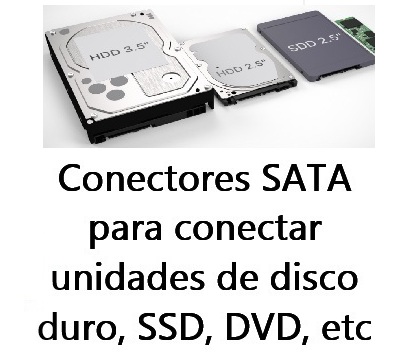 HDD 3.5"
HDD 2.5"
SDD 2.5"
Conectores SATA
para conectar
unidades de disco
duro, SSD, DVD, etc